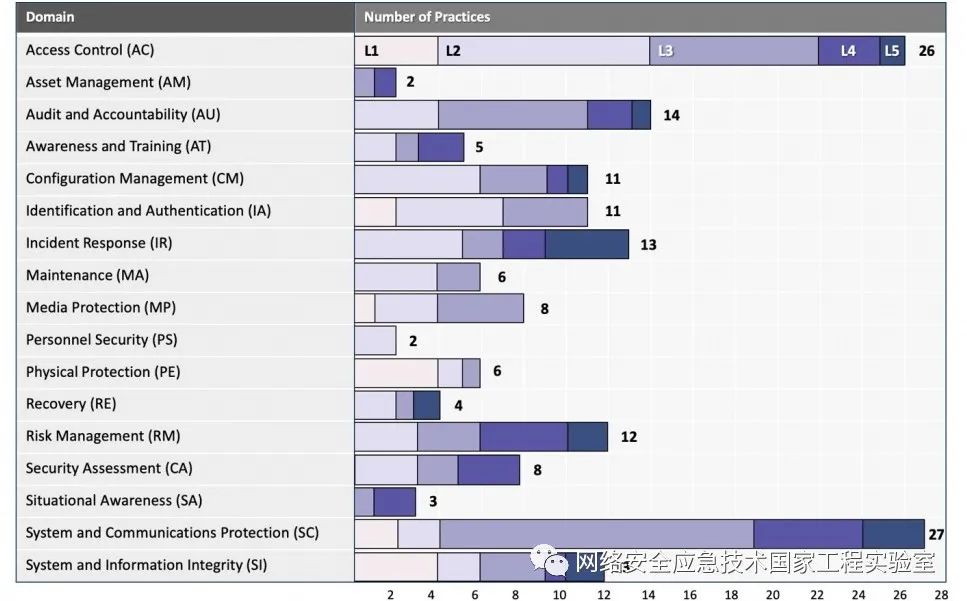 Domain Number of Practices
Access Control (AC) L1 L2 L3 L4 L5 26
Asset Management (AM) 2
Audit and Accountability (AU) 14
Awareness and Training (AT) 5
Configuration Management (CM) 11
Identification and Authentication (IA) 11
Incident Response (IR) 13
Maintenance (MA) 6
Media Protection (MP) 8
Personnel Security (PS) 2
Physical Protection (PE) 6
Recovery (RE) 4
Risk Management (RM) 12
Security Assessment (CA) 8
Situational Awareness (SA) 3
System and Communications Protection (SC) 27
System and Information Integrity (SI)
网络安全应急技术国家工程实验室
2 4 6 8 10 12 14 16 18 20 22 24 26 28